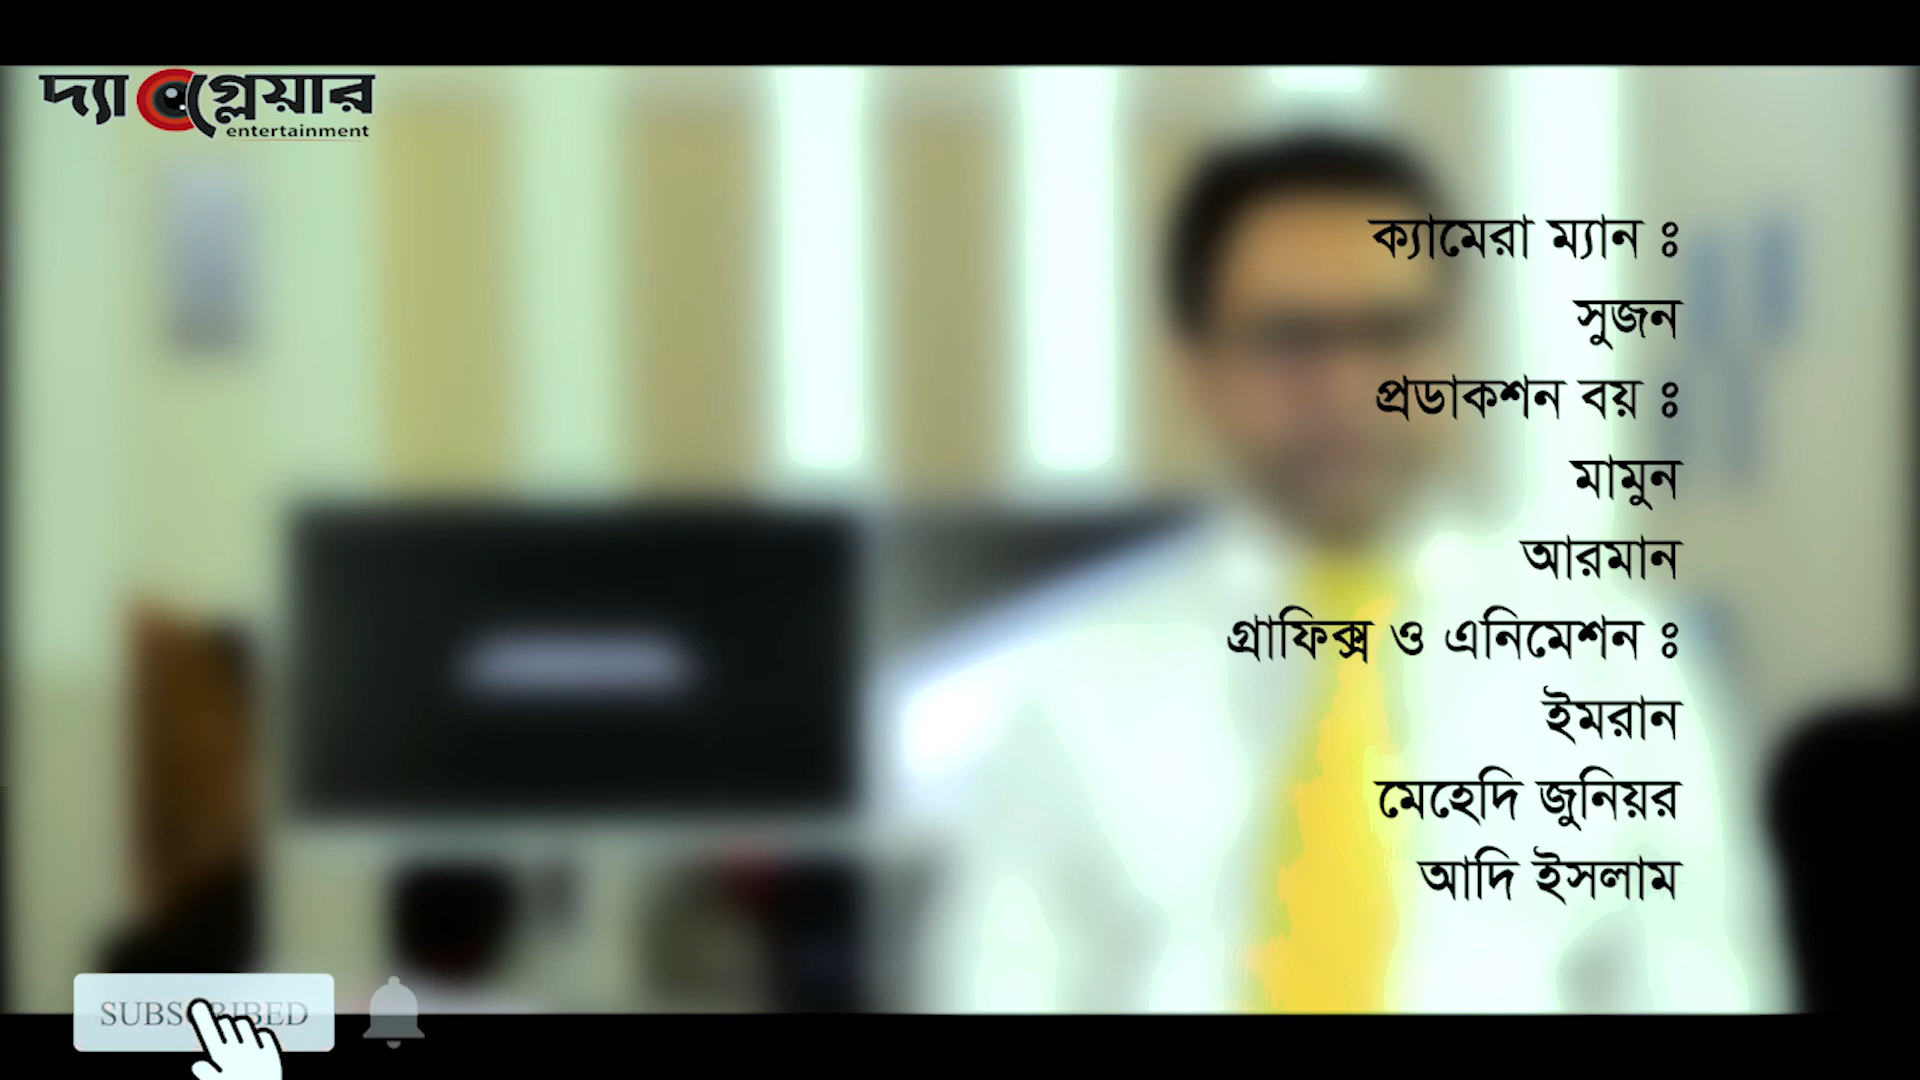 দ্যা গ্লেয়ার
entertainment
ক্যামেরা ম্যান ঃ
সুজন
প্রডাকশন বয় ঃ
মামুন
আরমান
গ্রাফিক্স ও এনিমেশন ঃ
ইমরান
মেহেদি জুনিয়র
আদি ইসলাম
SUBSCRIBED